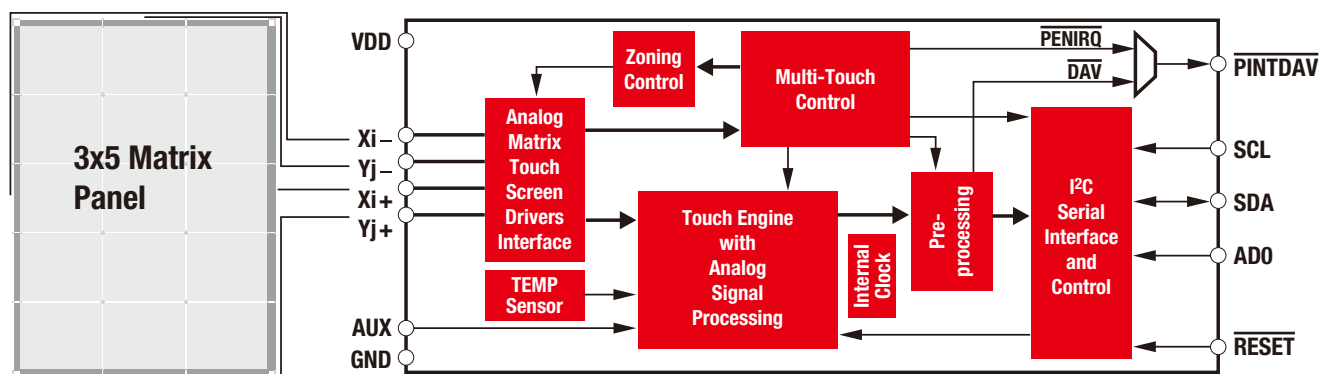 3x5 Matrix
Panel
VDD
Xi−
Yj−
Xi+
Yj+
AUX
GND
Zoning
Control
Analog
Matrix
Touch
Screen
Drivers
Interface
TEMP
Sensor
Multi-Touch
Control
Touch Engine
with
Analog
Signal
Processing
Internal
Clock
Pre-
processing
PENIRQ
DAV
I²C
Serial
Interface
and
Control
PINTDAV
SCL
SDA
AD0
RESET